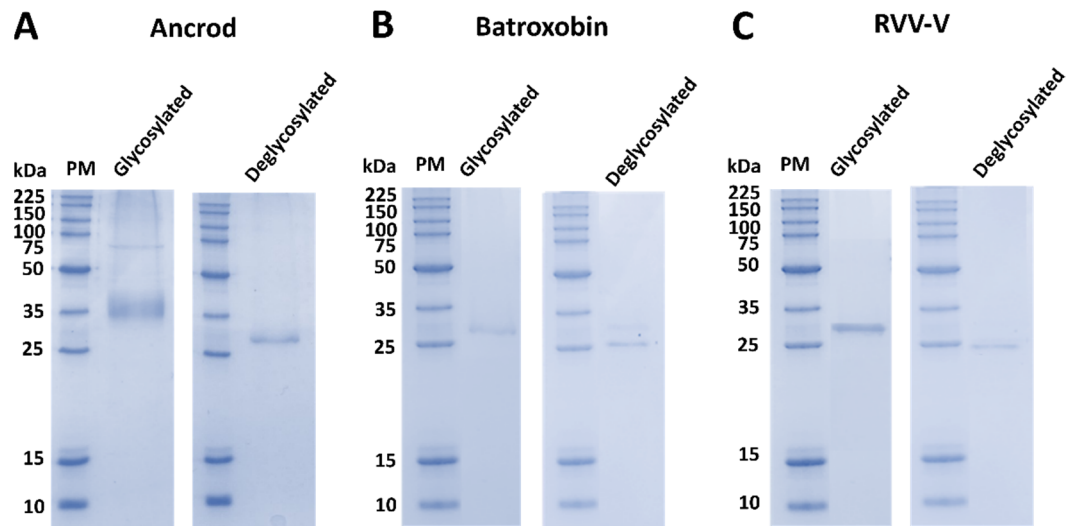 A
Ancrod
kDa
PM
Glycosylated
Deglycosylated
225
150
100
75
50
35
25
15
10
B
Batroxobin
kDa
PM
Glycosylated
Deglycosylated
225
150
100
75
50
35
25
15
10
C
RVV-V
kDa
PM
Glycosylated
Deglycosylated
225
150
100
75
50
35
25
15
10